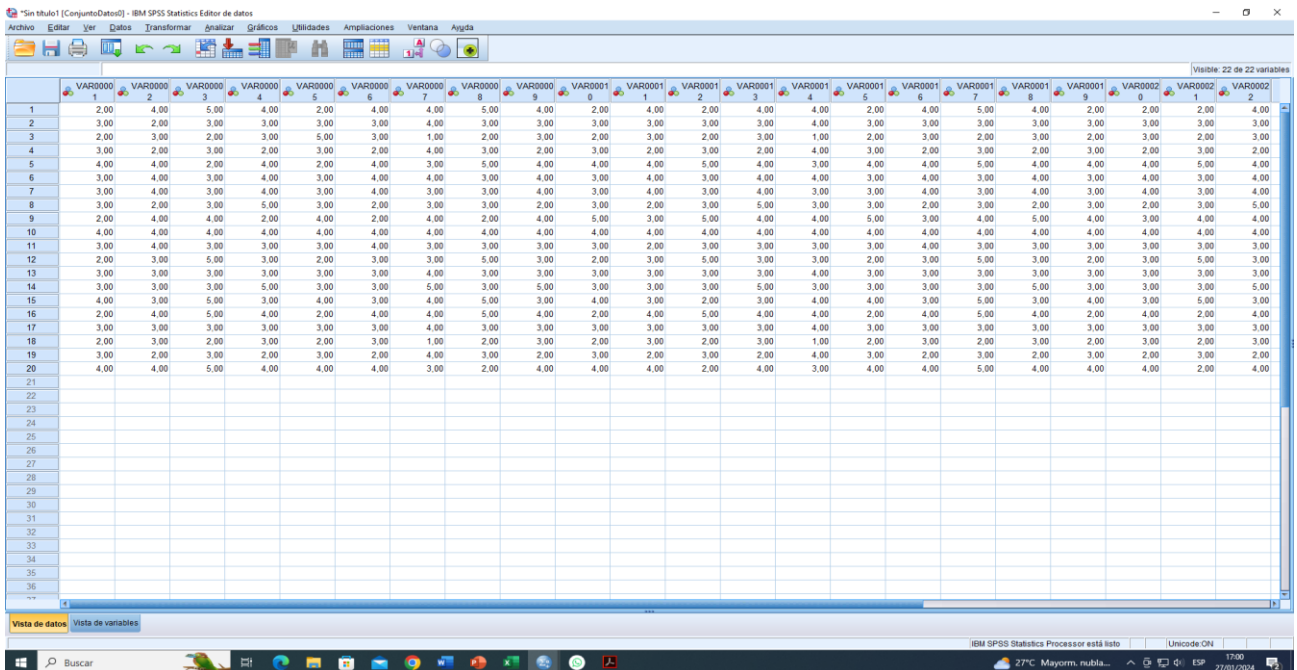 *Sin título1 [ConjuntoDatos0] - IBM SPSS Statistics Editor de datos
Archivo Editar Ver Datos Transformar Analizar Gráficos Utilidades Ampliaciones Ventana Ayuda
Visible: 22 de 22 variables
VAR00001 VAR00002 VAR00003 VAR00004 VAR00005 VAR00006 VAR00007 VAR00008 VAR00009 VAR00010 VAR00011 VAR00012 VAR00013 VAR00014 VAR00015 VAR00016 VAR00017 VAR00018 VAR00019 VAR00020 VAR00021 VAR00022
1 2,00 4,00 5,00 4,00 2,00 4,00 4,00 5,00 4,00 2,00 4,00 2,00 4,00 4,00 2,00 4,00 5,00 4,00 2,00 2,00 2,00 4,00
2 3,00 2,00 3,00 3,00 3,00 3,00 4,00 3,00 3,00 3,00 3,00 3,00 3,00 4,00 3,00 3,00 3,00 3,00 3,00 3,00 3,00 3,00
3 2,00 3,00 2,00 3,00 5,00 3,00 1,00 2,00 3,00 2,00 3,00 2,00 3,00 1,00 2,00 3,00 2,00 3,00 2,00 3,00 2,00 3,00
4 3,00 2,00 3,00 2,00 3,00 2,00 4,00 3,00 2,00 3,00 2,00 3,00 2,00 4,00 3,00 2,00 3,00 2,00 3,00 2,00 3,00 2,00
5 4,00 4,00 2,00 4,00 2,00 4,00 3,00 5,00 4,00 4,00 4,00 5,00 4,00 3,00 4,00 4,00 5,00 4,00 4,00 4,00 5,00 4,00
6 3,00 4,00 3,00 4,00 3,00 4,00 3,00 3,00 4,00 3,00 4,00 3,00 4,00 3,00 3,00 4,00 3,00 4,00 3,00 4,00 3,00 4,00
7 3,00 4,00 3,00 4,00 3,00 4,00 3,00 3,00 4,00 3,00 4,00 3,00 4,00 3,00 3,00 4,00 3,00 4,00 3,00 4,00 3,00 4,00
8 3,00 2,00 3,00 5,00 3,00 2,00 3,00 3,00 2,00 3,00 2,00 3,00 5,00 3,00 3,00 2,00 3,00 2,00 3,00 2,00 3,00 5,00
9 2,00 4,00 4,00 2,00 4,00 2,00 4,00 2,00 4,00 5,00 3,00 5,00 4,00 4,00 5,00 3,00 4,00 5,00 4,00 3,00 4,00 4,00
10 4,00 4,00 4,00 4,00 4,00 4,00 4,00 4,00 4,00 4,00 4,00 4,00 4,00 4,00 4,00 4,00 4,00 4,00 4,00 4,00 4,00 4,00
11 3,00 4,00 3,00 3,00 3,00 4,00 3,00 3,00 3,00 3,00 2,00 3,00 3,00 3,00 3,00 4,00 3,00 3,00 3,00 4,00 3,00 3,00
12 2,00 3,00 5,00 3,00 2,00 3,00 3,00 5,00 3,00 2,00 3,00 5,00 3,00 3,00 2,00 3,00 5,00 3,00 2,00 3,00 5,00 3,00
13 3,00 3,00 3,00 3,00 3,00 3,00 4,00 3,00 3,00 3,00 3,00 3,00 3,00 4,00 3,00 3,00 3,00 3,00 3,00 3,00 3,00 3,00
14 3,00 3,00 3,00 5,00 3,00 3,00 5,00 3,00 5,00 3,00 3,00 3,00 5,00 3,00 3,00 3,00 3,00 5,00 3,00 3,00 3,00 5,00
15 4,00 3,00 5,00 3,00 4,00 3,00 4,00 5,00 3,00 4,00 3,00 2,00 3,00 4,00 4,00 3,00 5,00 3,00 4,00 3,00 5,00 3,00
16 2,00 4,00 5,00 4,00 2,00 4,00 4,00 5,00 4,00 2,00 4,00 5,00 4,00 4,00 2,00 4,00 5,00 4,00 2,00 4,00 2,00 4,00
17 3,00 3,00 3,00 3,00 3,00 3,00 4,00 3,00 3,00 3,00 3,00 3,00 3,00 4,00 3,00 3,00 3,00 3,00 3,00 3,00 3,00 3,00
18 2,00 3,00 2,00 3,00 2,00 3,00 1,00 2,00 3,00 2,00 3,00 2,00 3,00 1,00 2,00 3,00 2,00 3,00 2,00 3,00 2,00 3,00
19 3,00 2,00 3,00 2,00 3,00 2,00 4,00 3,00 2,00 3,00 2,00 3,00 2,00 4,00 3,00 2,00 3,00 2,00 3,00 2,00 3,00 2,00
20 4,00 4,00 5,00 4,00 4,00 4,00 3,00 2,00 4,00 4,00 4,00 2,00 4,00 3,00 4,00 4,00 5,00 4,00 4,00 4,00 2,00 4,00
21
22
23
24
25
26
27
28
29
30
31
32
33
34
35
36
Vista de datos Vista de variables
IBM SPSS Statistics Processor está listo Unicode:ON
Buscar 27°C Mayorm. nubla... ESP 17:00
27/01/2024